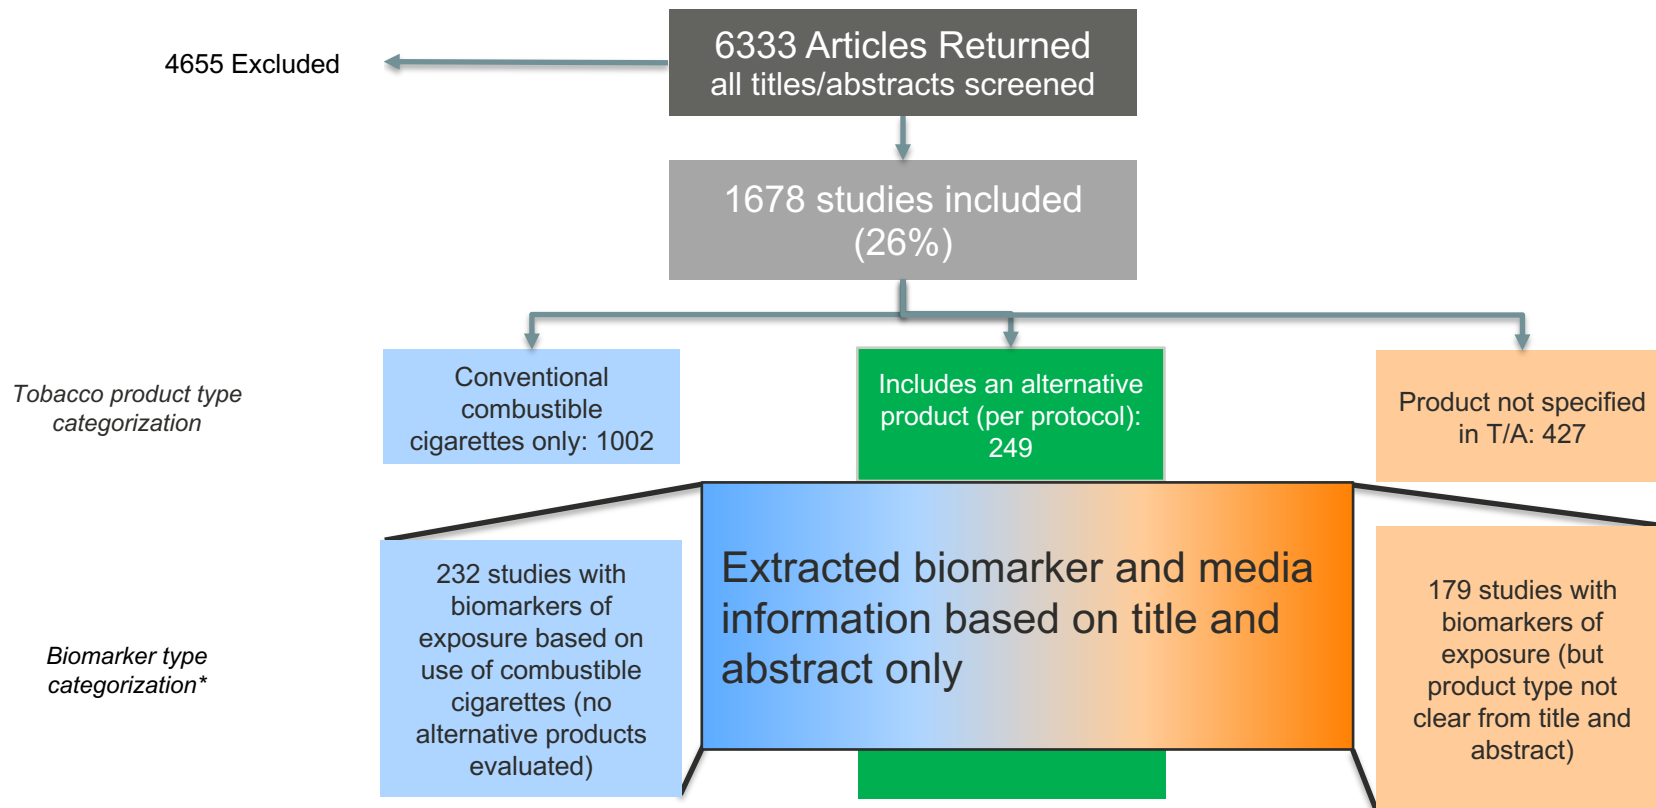 6333 Articles Returned
all titles/abstracts screened
4655 Excluded
1678 studies included
(26%)
Tobacco product type
categorization
Conventional
combustible
cigarettes only: 1002
Includes an alternative
product (per protocol):
249
Product not specified
in T/A: 427
Biomarker type
categorization*
232 studies with
biomarkers of
exposure based on
use of combustible
cigarettes (no
alternative products
evaluated)
Extracted biomarker and media
information based on title and
abstract only
179 studies with
biomarkers of
exposure (but
product type not
clear from title and
abstract)